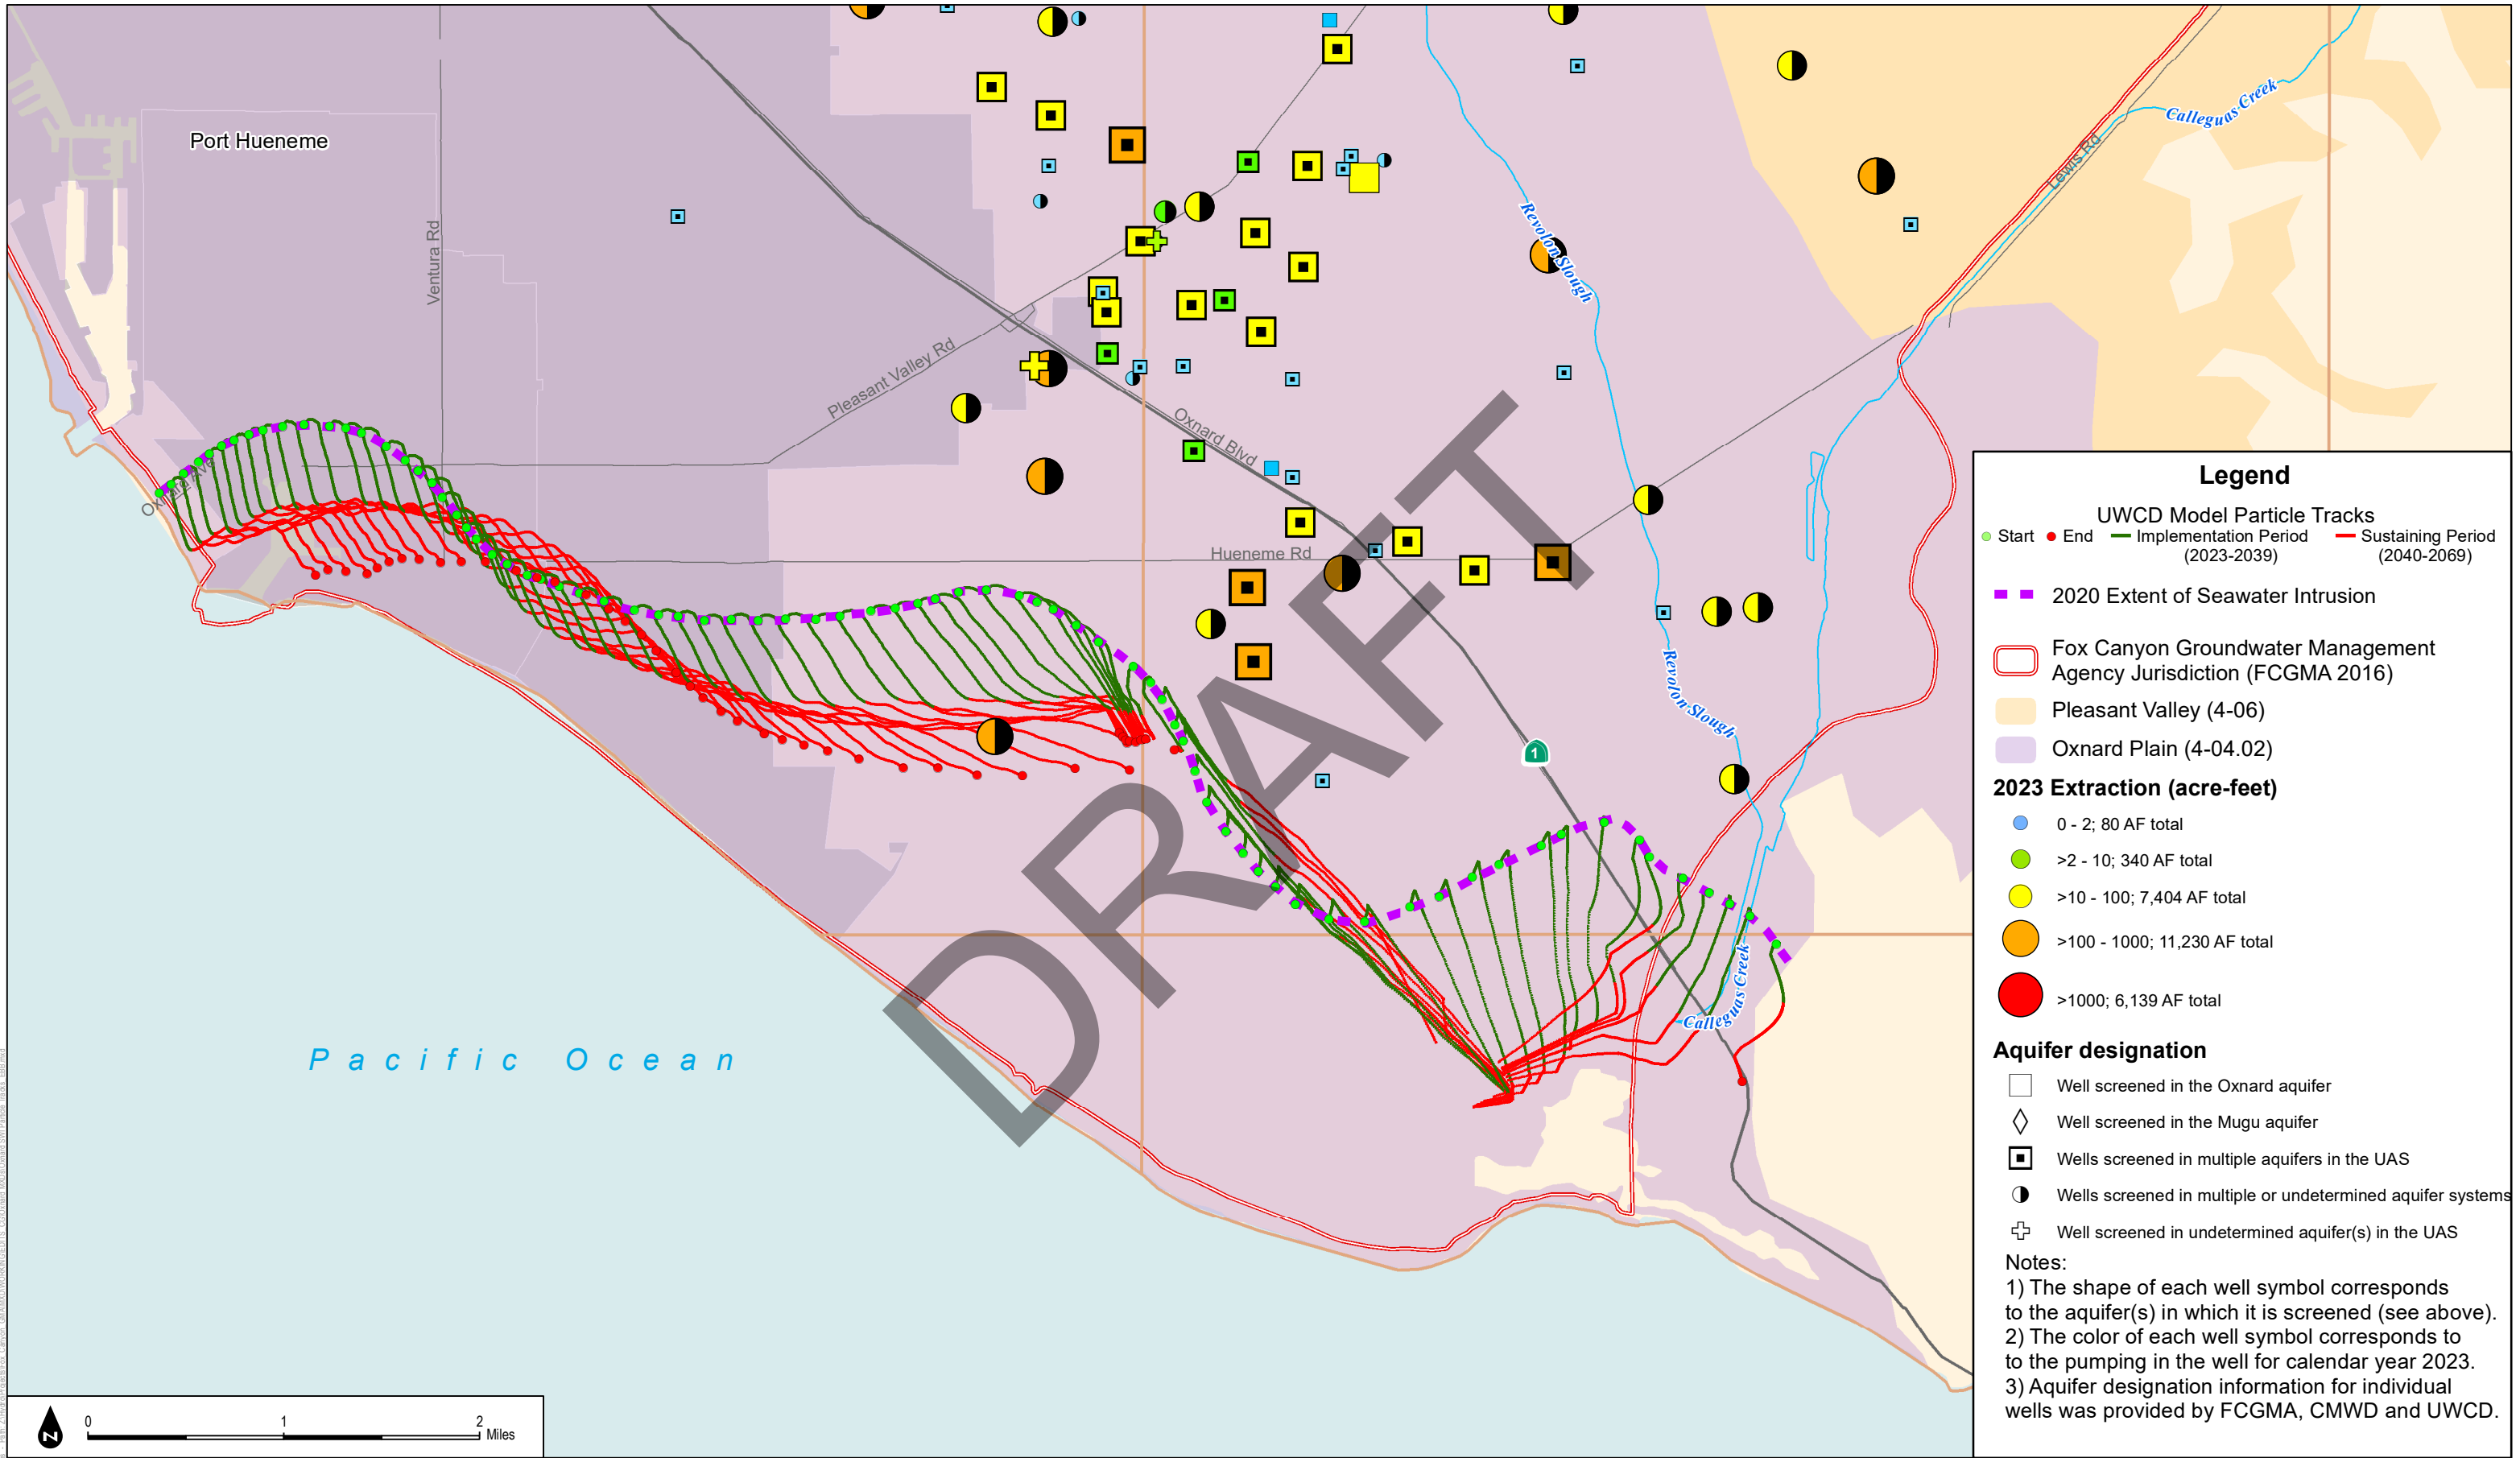 Port Hueneme
Ventura Rd
Pleasant Valley Rd
Oxnard Blvd
Oxnard Ave
Hueneme Rd
Lewis Rd
Calleguas Creek
Revolon Slough
Revolon Slough
Calleguas Creek
1
Pacific Ocean
DRAFT
N
0 1 2
Miles
Legend
UWCD Model Particle Tracks
Start End Implementation Period Sustaining Period
(2023-2039) (2040-2069)
2020 Extent of Seawater Intrusion
Fox Canyon Groundwater Management
Agency Jurisdiction (FCGMA 2016)
Pleasant Valley (4-06)
Oxnard Plain (4-04.02)
2023 Extraction (acre-feet)
0 - 2; 80 AF total
>2 - 10; 340 AF total
>10 - 100; 7,404 AF total
>100 - 1000; 11,230 AF total
>1000; 6,139 AF total
Aquifer designation
Well screened in the Oxnard aquifer
Well screened in the Mugu aquifer
Wells screened in multiple aquifers in the UAS
Wells screened in multiple or undetermined aquifer systems
Well screened in undetermined aquifer(s) in the UAS
Notes:
1) The shape of each well symbol corresponds
to the aquifer(s) in which it is screened (see above).
2) The color of each well symbol corresponds to
to the pumping in the well for calendar year 2023.
3) Aquifer designation information for individual
wells was provided by FCGMA, CMWD and UWCD.